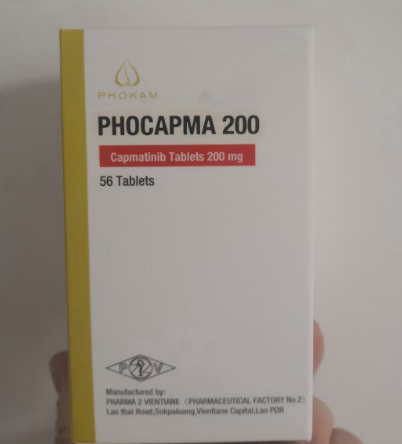 PHOKAM
PHOCAPMA 200
Capmatinib Tablets 200 mg
56 Tablets
P V
Manufactured by:
PHARMA 2 VIENTIANE（PHARMACEUTICAL FACTORY No.2）
Lao thai Road,Sokpaluang,Vientiane Capital,Lao PDR